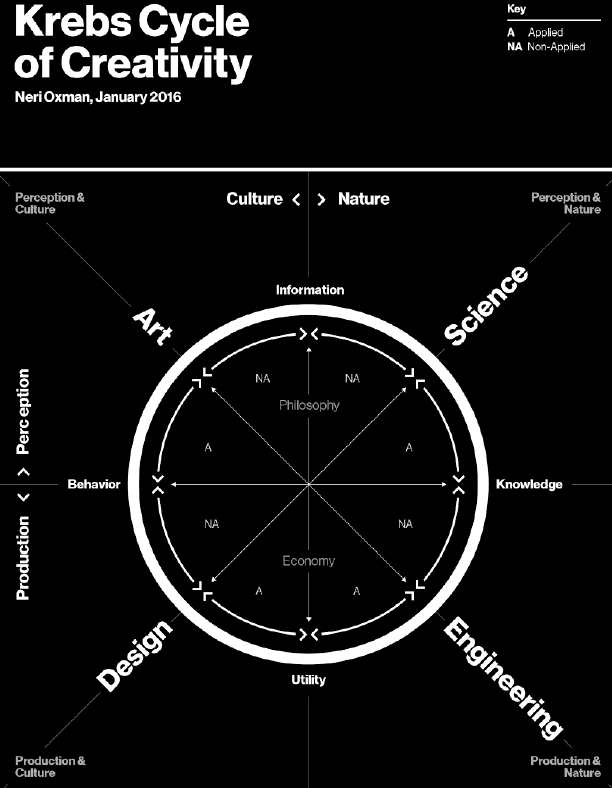 Krebs Cycle
of Creativity
Neri Oxman, January 2016
Key
A Applied
NA Non-Applied
Perception &
Culture
Culture < > Nature
Perception &
Nature
Information
Art
Science
NA
NA
Philosophy
A
A
Production < > Perception
Behavior
Knowledge
NA
NA
Economy
A
A
Design
Engineering
Utility
Production &
Culture
Production &
Nature